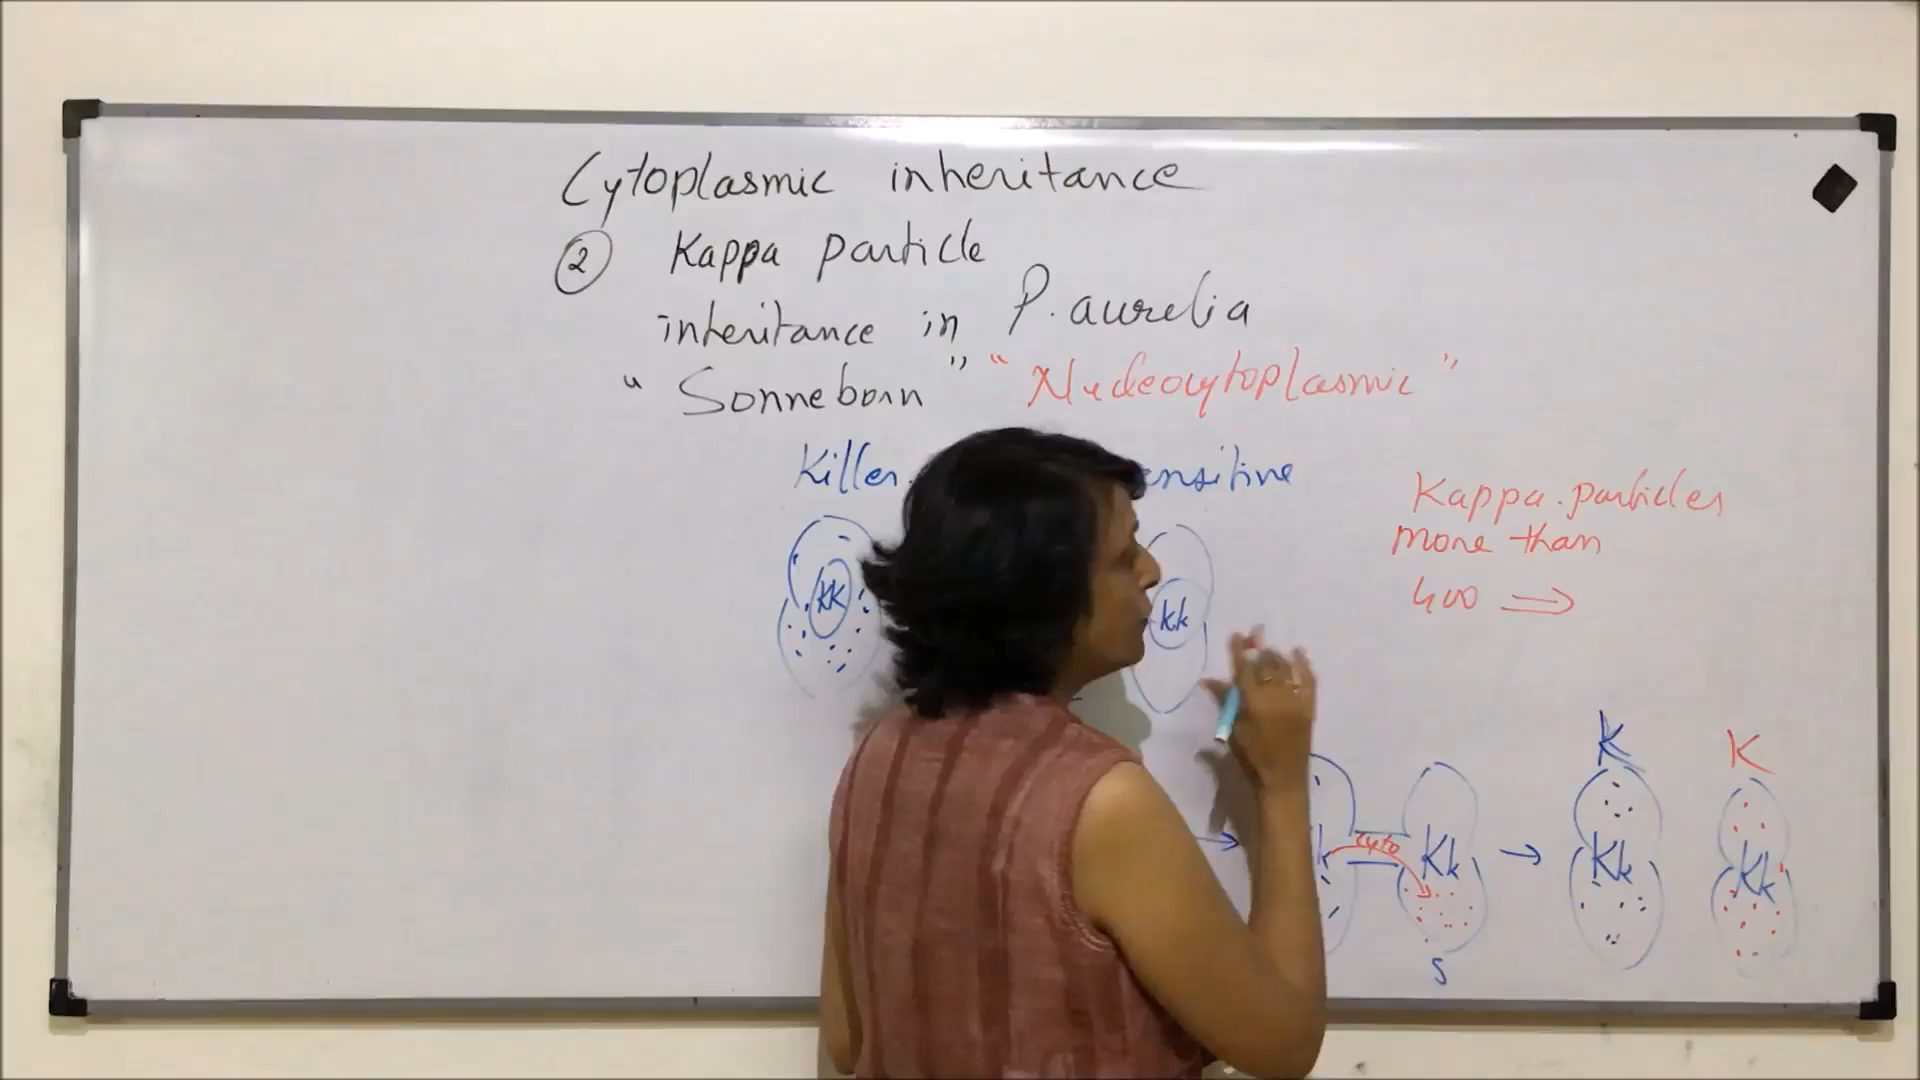 Cytoplasmic inheritance
② Kappa particle
inheritance in P. aurelia
" Sonneborn " " Nucleocytoplasmic "
Killer. ensitive
Kappa. particles
more than
400 ⇒
KK kk
K K
k cyto Kk → Kk Kk
S